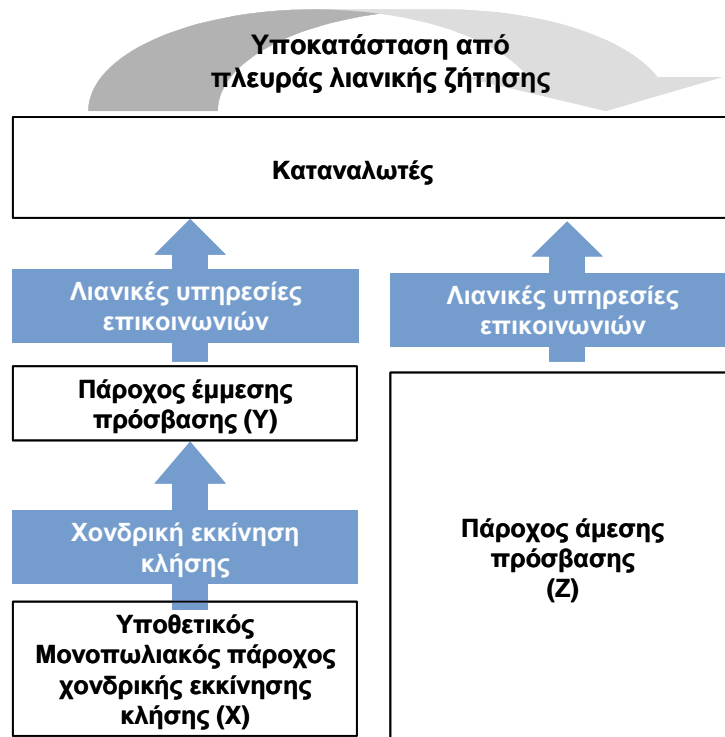 Υποκατάσταση από
πλευράς λιανικής ζήτησης
Καταναλωτές
Λιανικές υπηρεσίες
επικοινωνιών
Λιανικές υπηρεσίες
επικοινωνιών
Πάροχος έμμεσης
πρόσβασης (Υ)
Χονδρική εκκίνηση
κλήσης
Πάροχος άμεσης
πρόσβασης
(Ζ)
Υποθετικός
Μονοπωλιακός πάροχος
χονδρικής εκκίνησης
κλήσης (Χ)